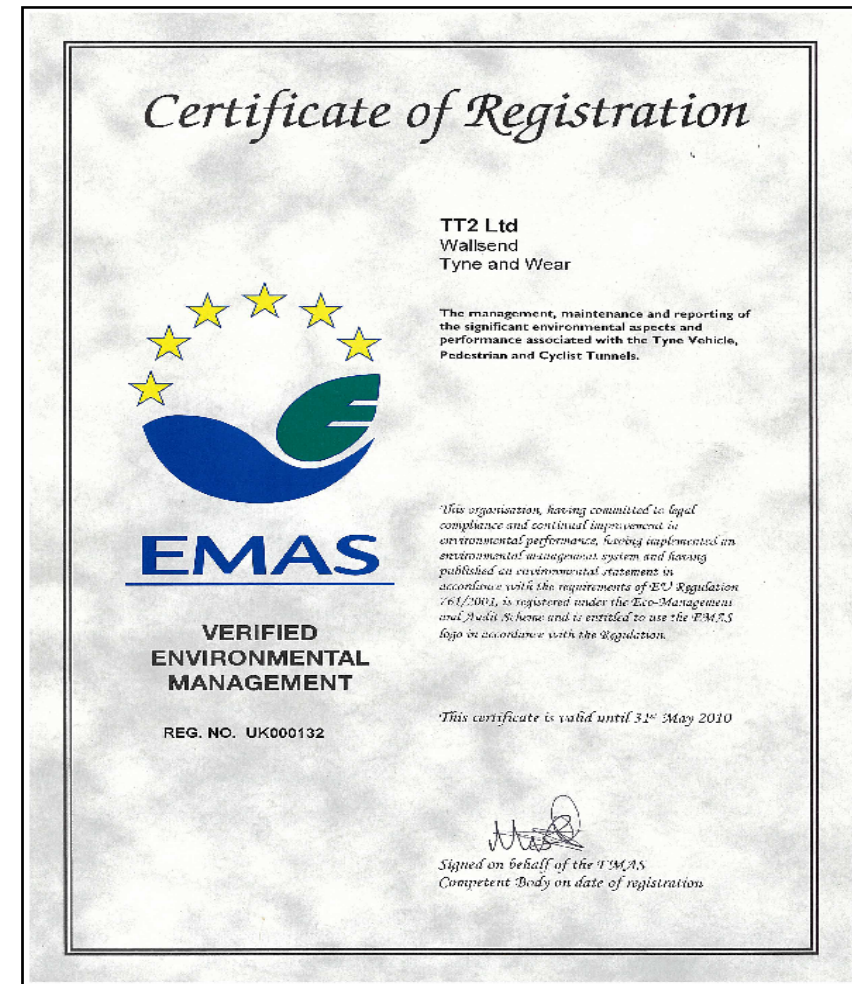 Certificate of Registration
TT2 Ltd
Wallsend
Tyne and Wear
The management, maintenance and reporting of
the significant environmental aspects and
performance associated with the Tyne Vehicle,
Pedestrian and Cyclist Tunnels.
EMAS
VERIFIED
ENVIRONMENTAL
MANAGEMENT
REG. NO. UK000132
This organisation, having committed to legal
compliance and continual improvement in
environmental performance, having implemented an
environmental management system and having
published an environmental statement in
accordance with the requirements of EU Regulation
761/2001, is registered under the Eco-Management
and Audit Scheme and is entitled to use the EMAS
logo in accordance with the Regulation.
This certificate is valid until 31st May 2010
Signed on behalf of the EMAS
Competent Body on date of registration